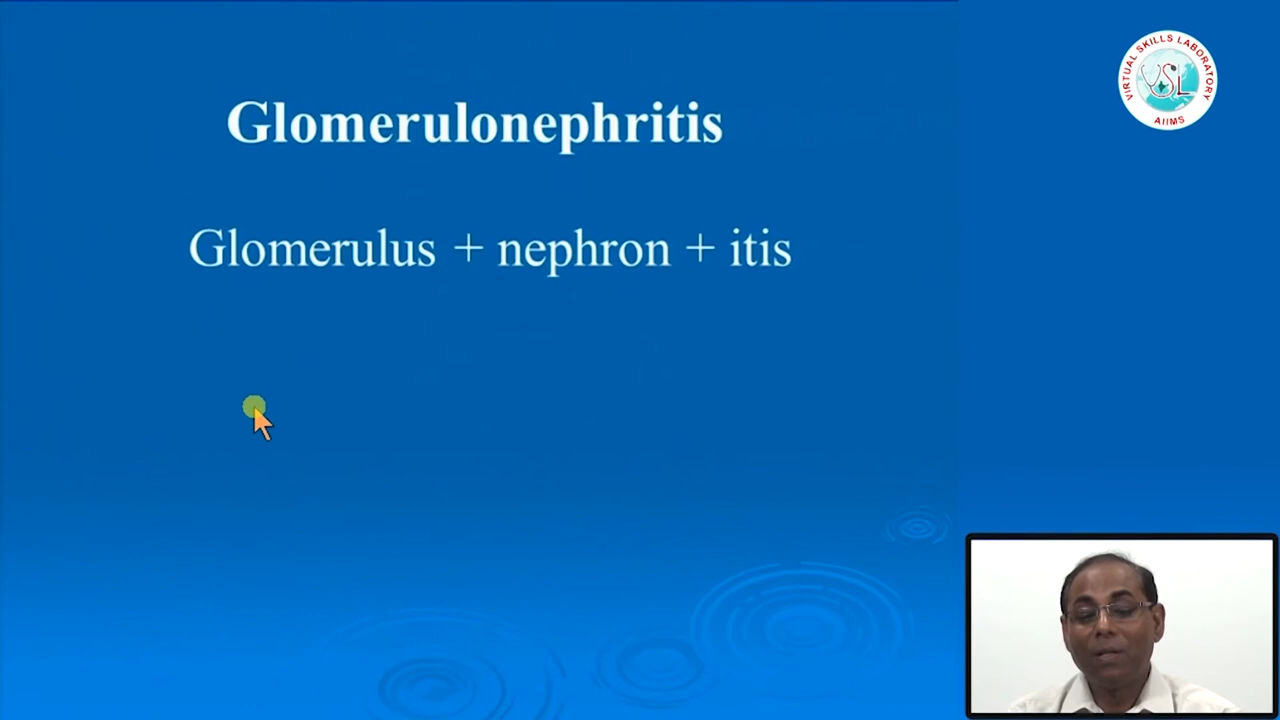 Glomerulonephritis
Glomerulus + nephron + itis
VIRTUAL SKILLS LABORATORY
VSL
AIIMS